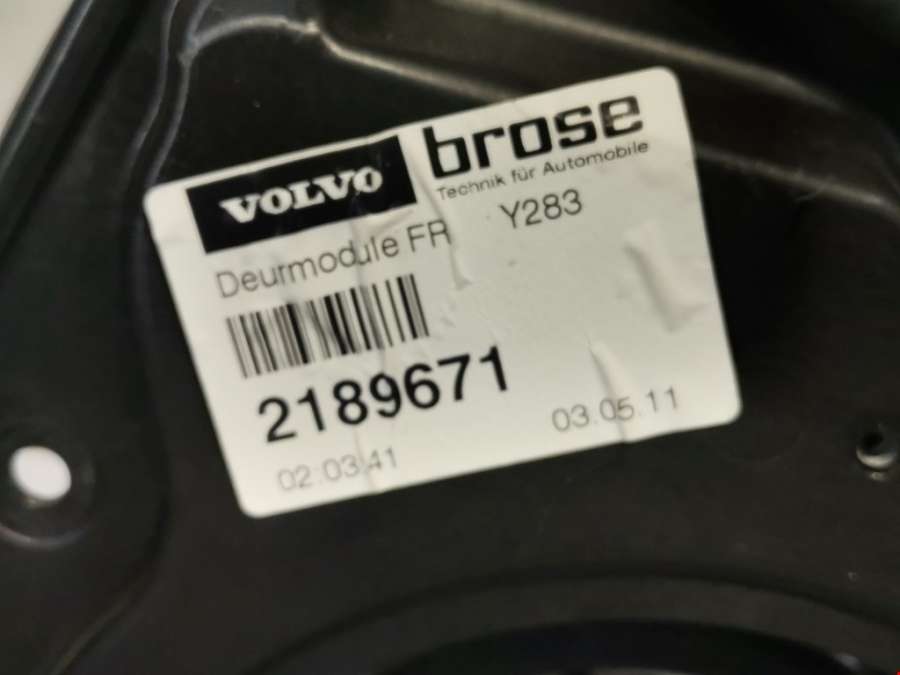 VOLVO
brose
Technik für Automobile
Deurmodule FR Y283
2189671
02:03:41 03.05.11